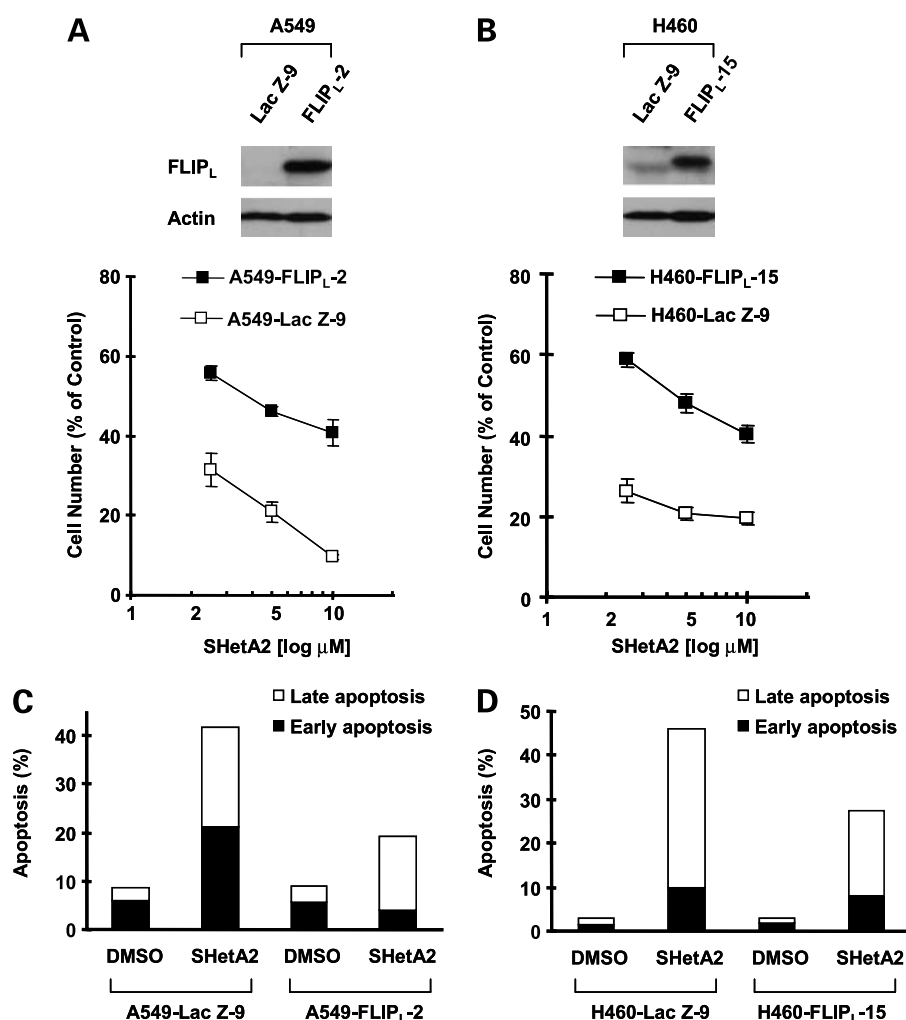 A
A549
Lac Z-9
FLIPL-2
FLIPL
Actin
80
60
40
20
0
1
2
5
10
Cell Number (% of Control)
SHetA2 [log µM]
A549-FLIPL-2
A549-Lac Z-9
B
H460
Lac Z-9
FLIPL-15
80
60
40
20
0
1
2
5
10
Cell Number (% of Control)
SHetA2 [log µM]
H460-FLIPL-15
H460-Lac Z-9
C
Late apoptosis
Early apoptosis
40
30
20
10
0
Apoptosis (%)
DMSO SHetA2 DMSO SHetA2
A549-Lac Z-9 A549-FLIPL-2
D
Late apoptosis
Early apoptosis
50
40
30
20
10
0
Apoptosis (%)
DMSO SHetA2 DMSO SHetA2
H460-Lac Z-9 H460-FLIPL-15